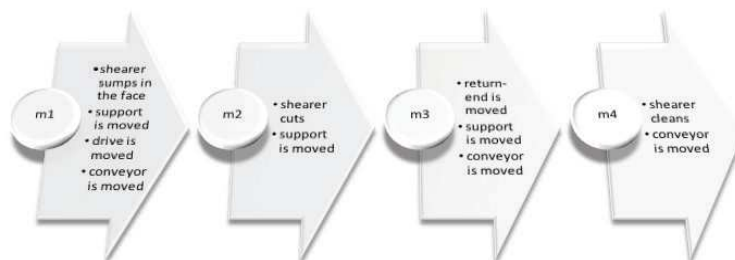 m1
• shearer
sumps in
the face
• support
is moved
• drive is
moved
• conveyor
is moved
m2
• shearer
cuts
• support
is moved
m3
• return-
end is
moved
• support
is moved
• conveyor
is moved
m4
• shearer
cleans
• conveyor
is moved